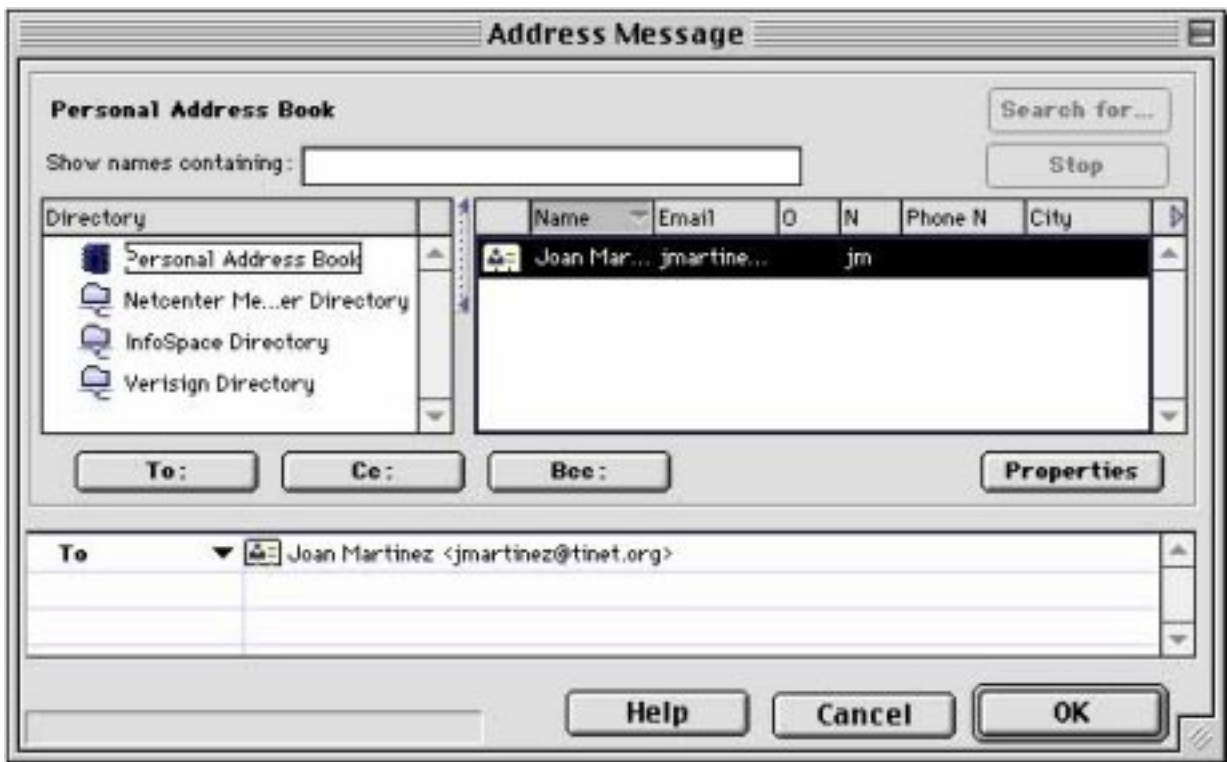 Address Message
Personal Address Book
Search for...
Show names containing:
Stop
Directory
Name Email O N Phone N City
Personal Address Book
Netcenter Me...er Directory
InfoSpace Directory
Verisign Directory
Joan Mar... jmartine... jm
To: Cc: Bcc: Properties
To Joan Martinez <jmartinez@tinet.org>
Help Cancel OK